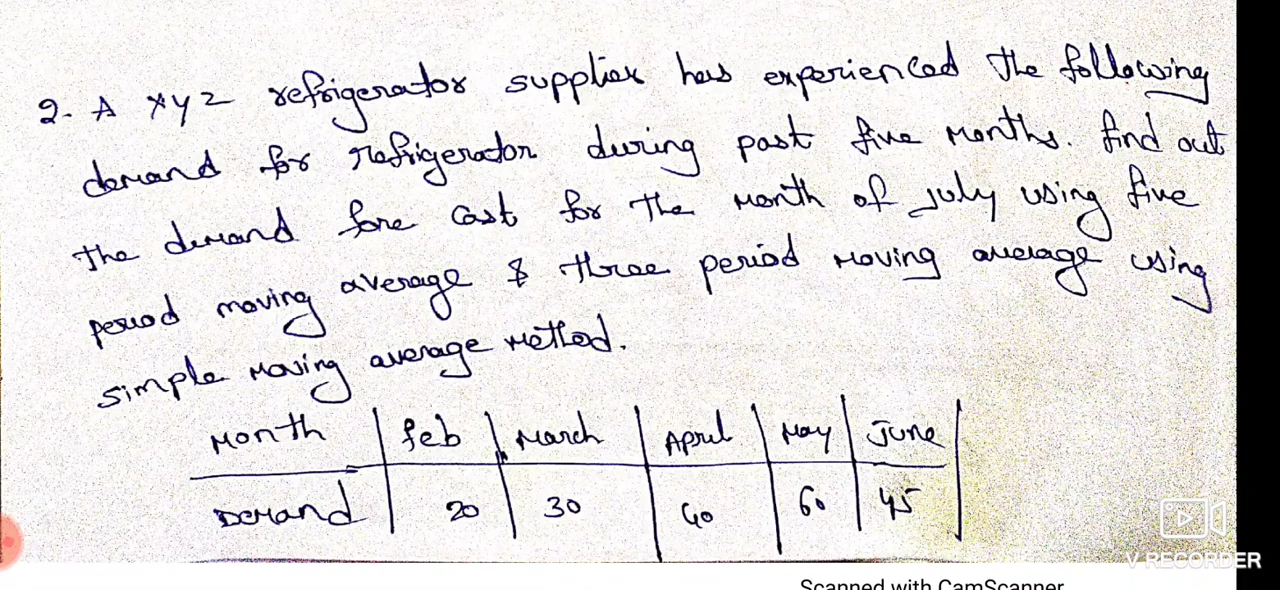 2. A XYZ refrigerator supplier has experienced the following
demand for refrigerator during past five months. find out
the demand fore cast for the month of july using five
period moving average & three period moving average using
simple moving average method.
Month | feb | March | April | May | June
Demand | 20 | 30 | 40 | 60 | 45
V RECORDER
Scanned with CamScanner